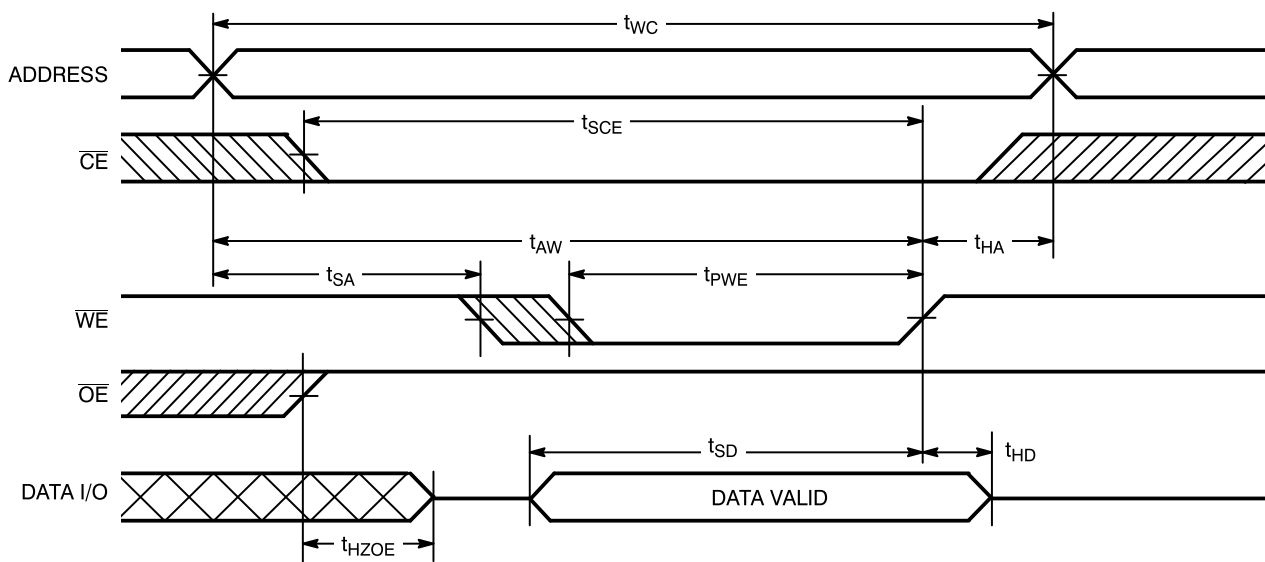 tWC
ADDRESS
tSCE
CE
tAW
tHA
tSA
tPWE
WE
OE
tSD
tHD
DATA I/O
DATA VALID
tHZOE